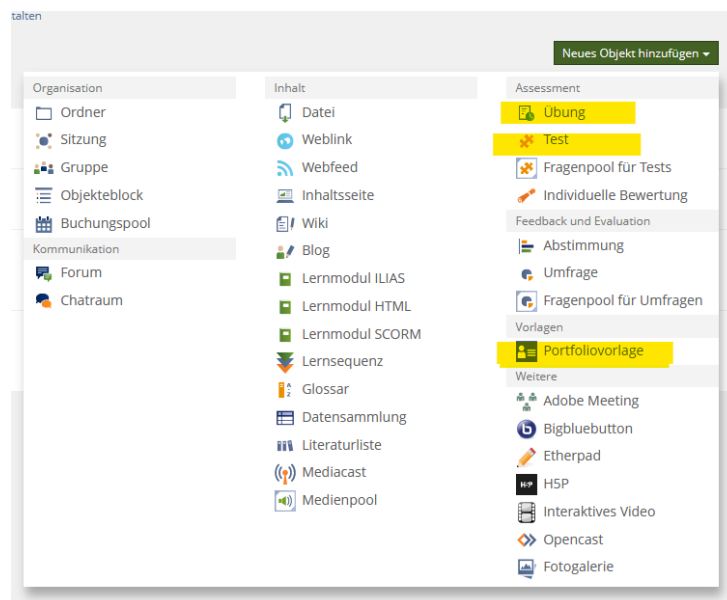 talten
Neues Objekt hinzufügen
Organisation
Ordner
Sitzung
Gruppe
Objekteblock
Buchungspool
Kommunikation
Forum
Chatraum
Inhalt
Datei
Weblink
Webfeed
Inhaltsseite
Wiki
Blog
Lernmodul ILIAS
Lernmodul HTML
Lernmodul SCORM
Lernsequenz
Glossar
Datensammlung
Literaturliste
Mediacast
Medienpool
Assessment
Übung
Test
Fragenpool für Tests
Individuelle Bewertung
Feedback und Evaluation
Abstimmung
Umfrage
Fragenpool für Umfragen
Vorlagen
Portfoliovorlage
Weitere
Adobe Meeting
Bigbluebutton
Etherpad
H5P
H5P
Interaktives Video
Opencast
Fotogalerie